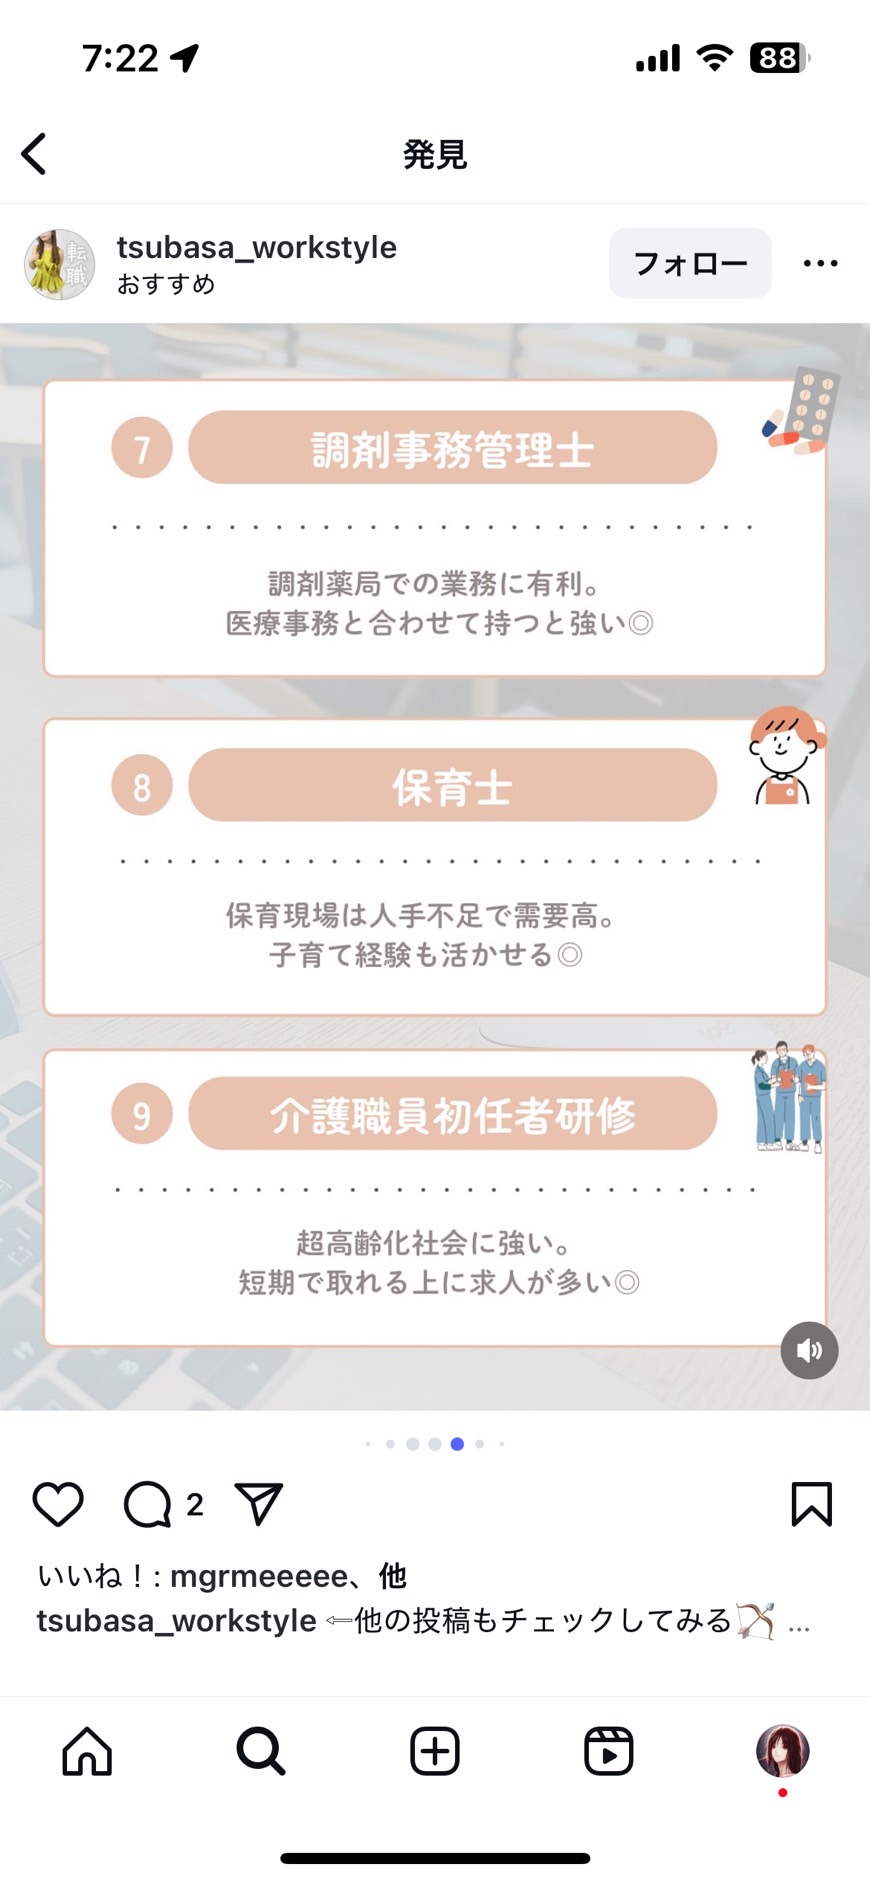 7:22
88
発見
転
職
tsubasa_workstyle
おすすめ
フォロー
7
調剤事務管理士
調剤薬局での業務に有利。
医療事務と合わせて持つと強い◎
8
保育士
保育現場は人手不足で需要高。
子育て経験も活かせる◎
9
介護職員初任者研修
超高齢化社会に強い。
短期で取れる上に求人が多い◎
2
いいね！: mgrmeeeee、他
tsubasa_workstyle ⇐他の投稿もチェックしてみる🏹 ...